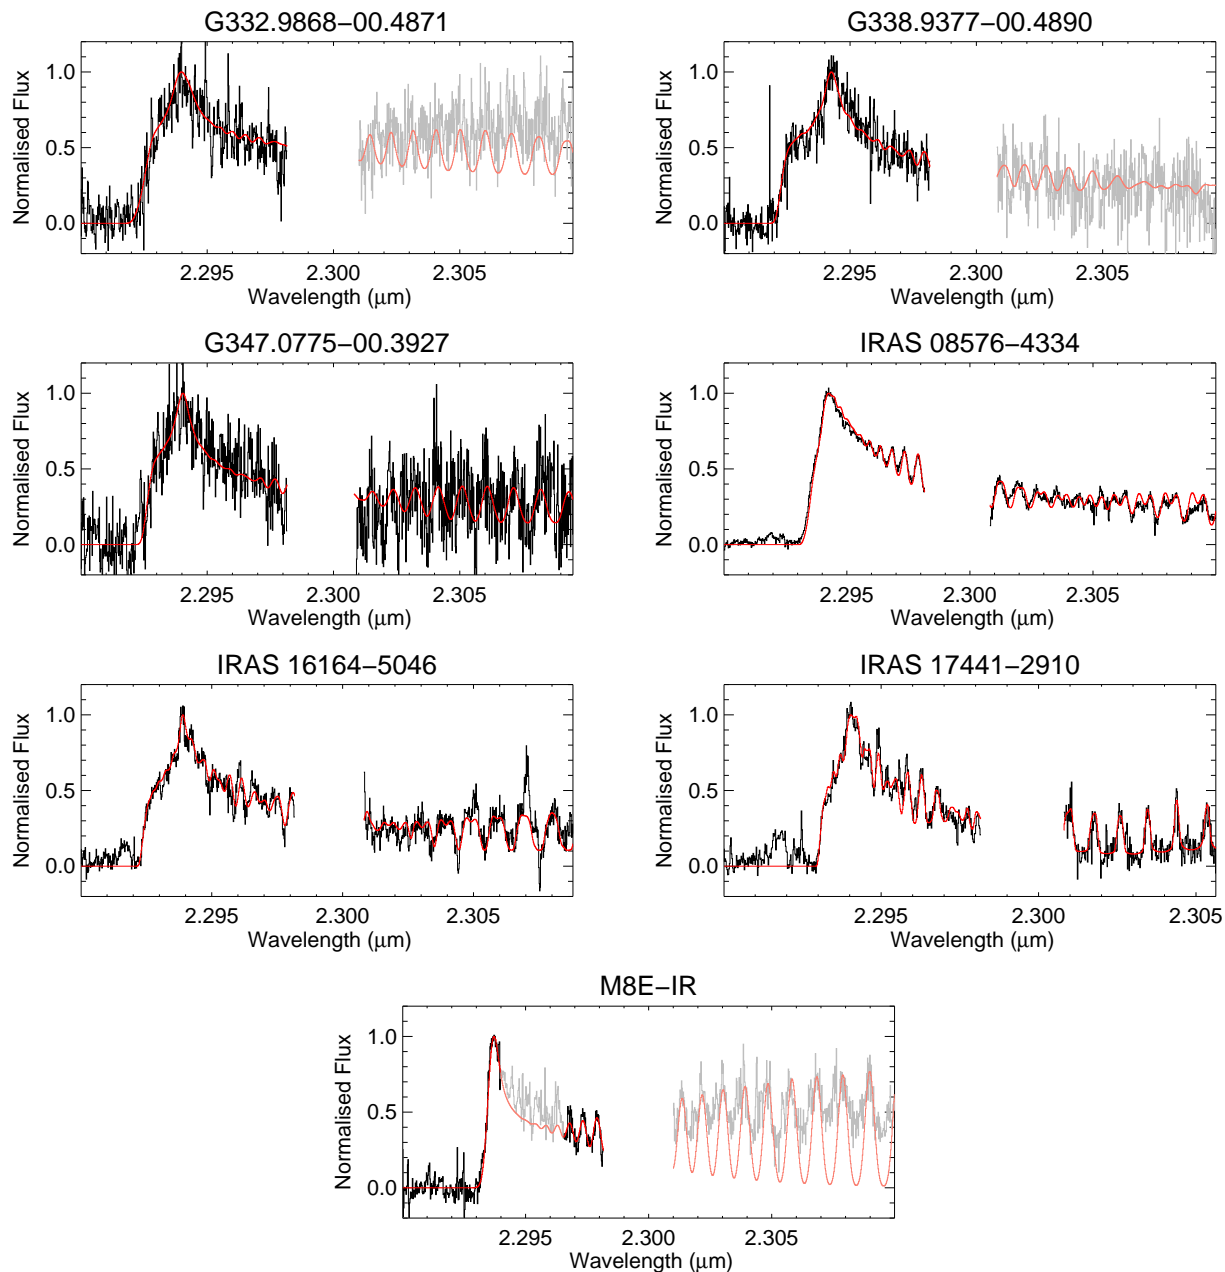 G332.9868−00.4871
G338.9377−00.4890
Normalised Flux
1.0
0.5
0.0
2.295 2.300 2.305
Wavelength (μm)
Normalised Flux
1.0
0.5
0.0
2.295 2.300 2.305
Wavelength (μm)
G347.0775−00.3927
IRAS 08576−4334
Normalised Flux
1.0
0.5
0.0
2.295 2.300 2.305
Wavelength (μm)
Normalised Flux
1.0
0.5
0.0
2.295 2.300 2.305
Wavelength (μm)
IRAS 16164−5046
IRAS 17441−2910
Normalised Flux
1.0
0.5
0.0
2.295 2.300 2.305
Wavelength (μm)
Normalised Flux
1.0
0.5
0.0
2.295 2.300 2.305
Wavelength (μm)
M8E−IR
Normalised Flux
1.0
0.5
0.0
2.295 2.300 2.305
Wavelength (μm)